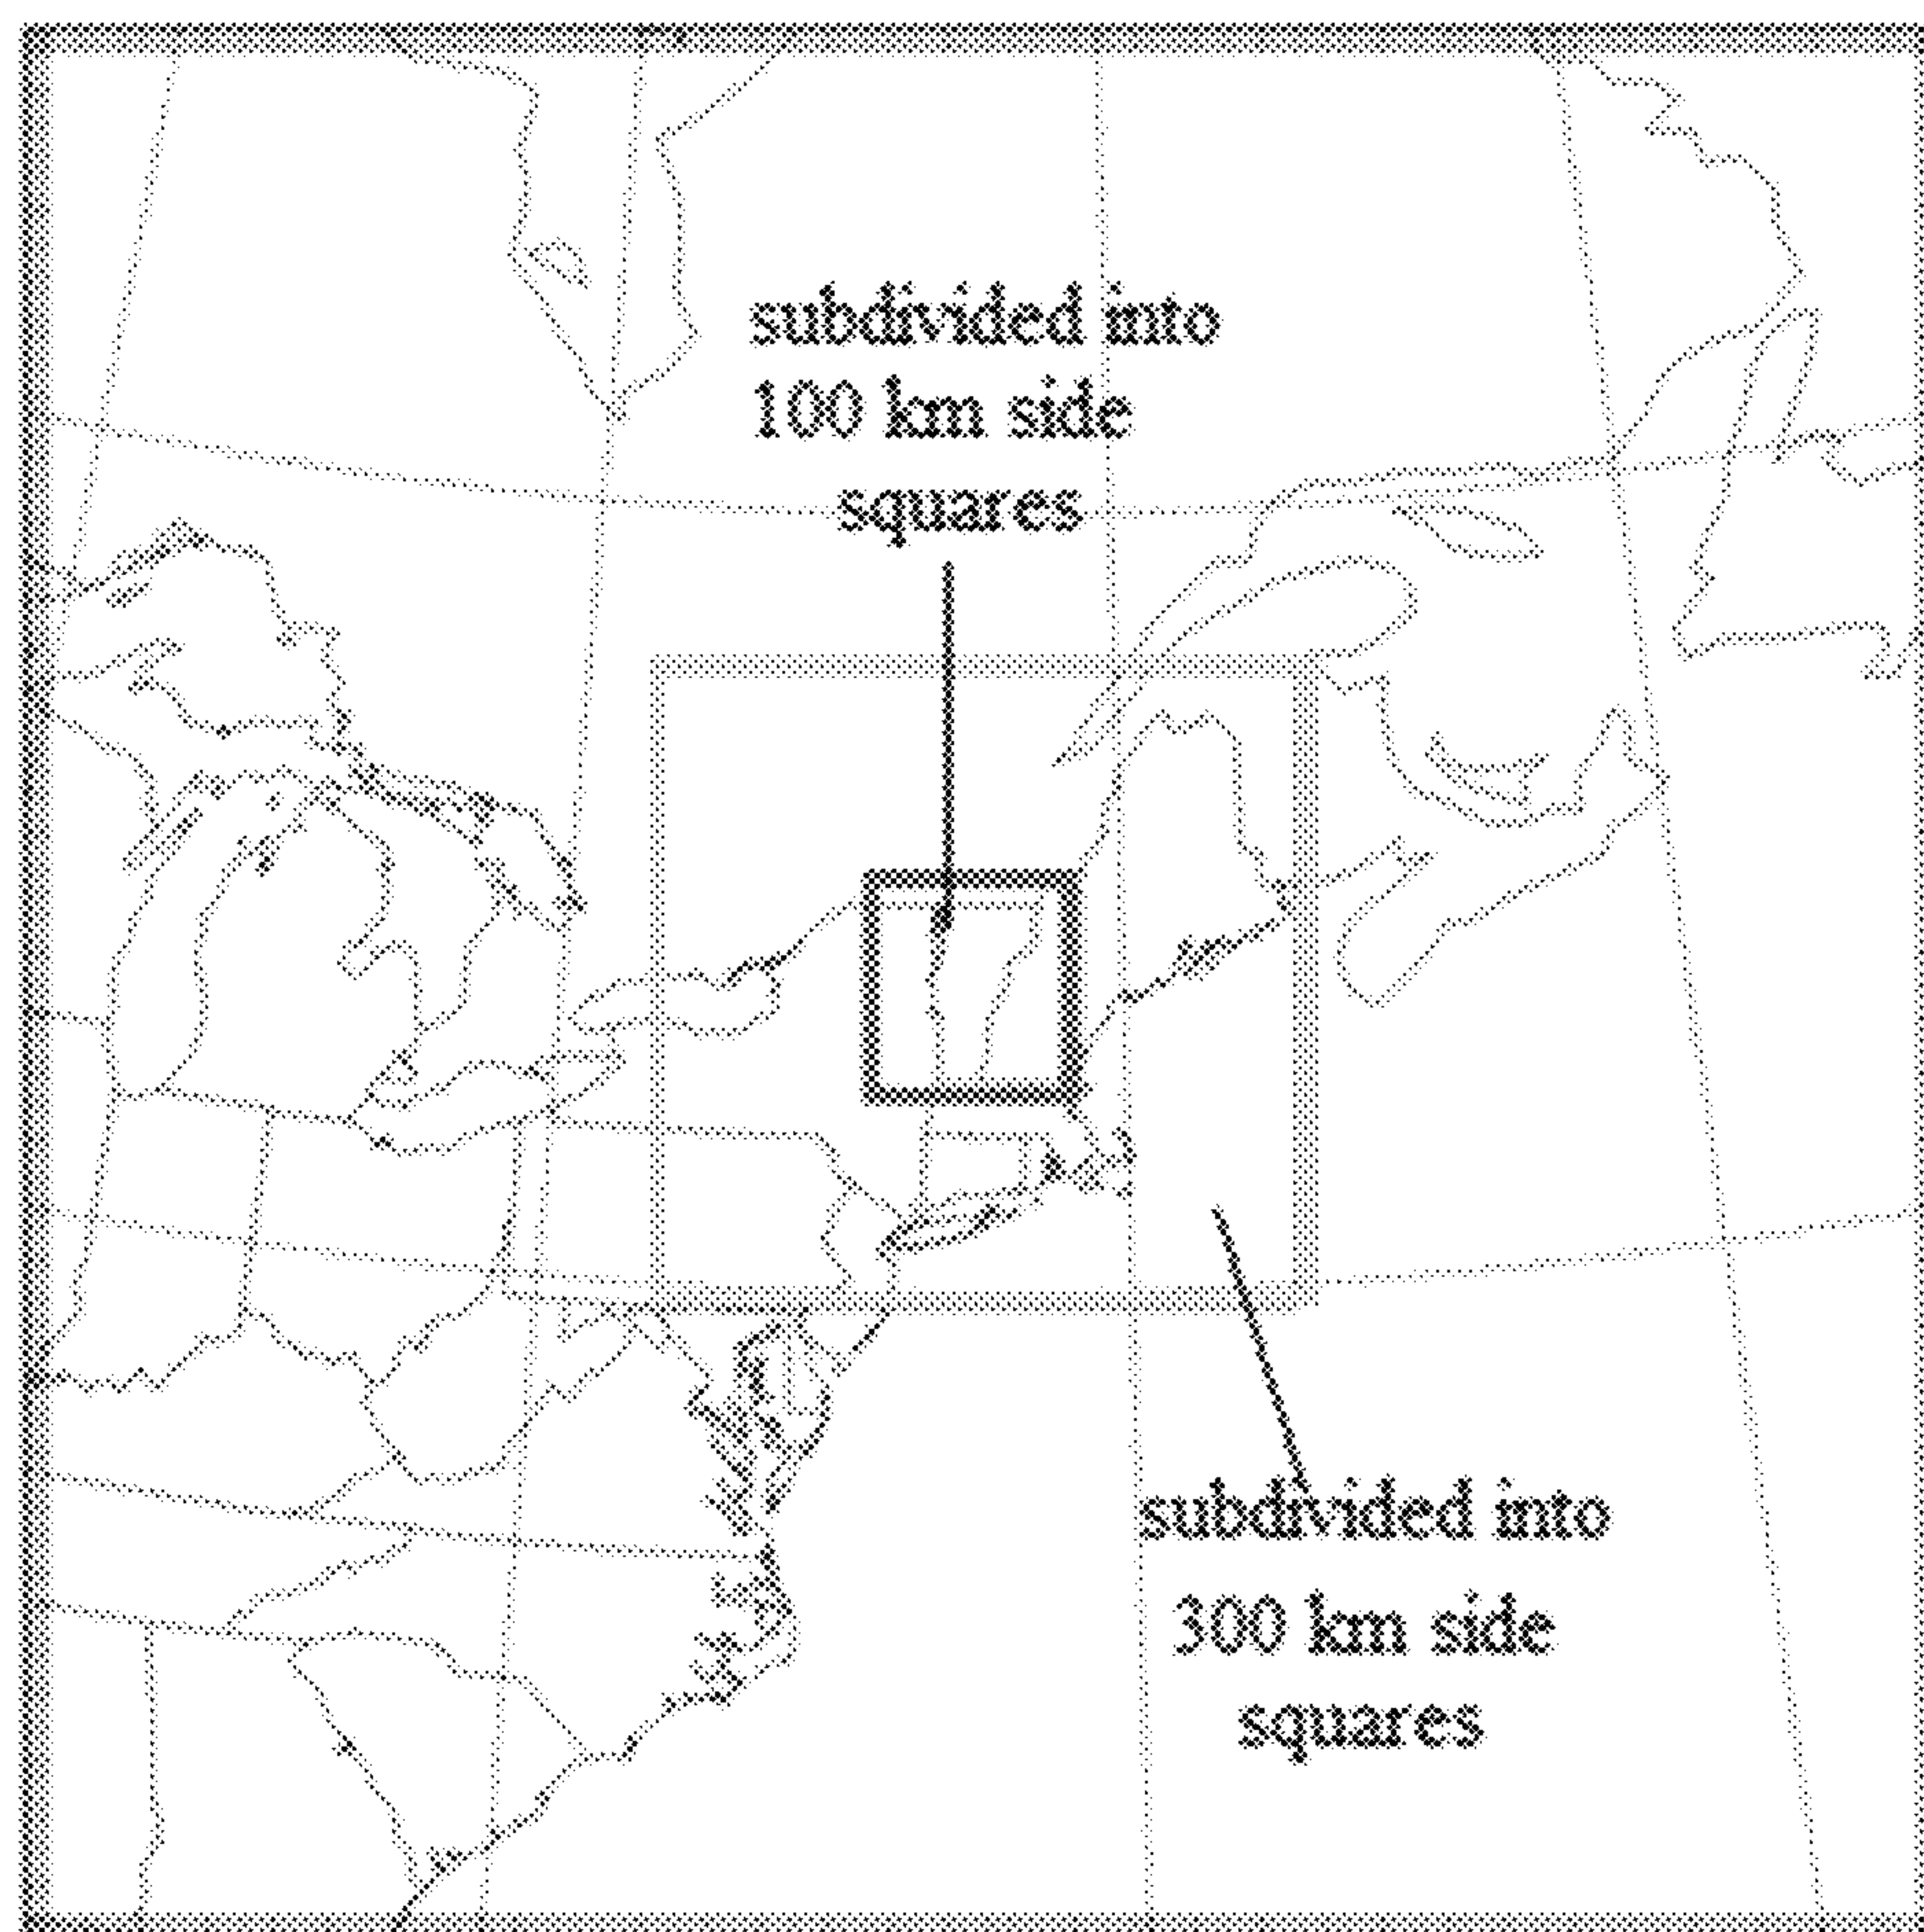 subdivided into
100 km side
squares
subdivided into
300 km side
squares